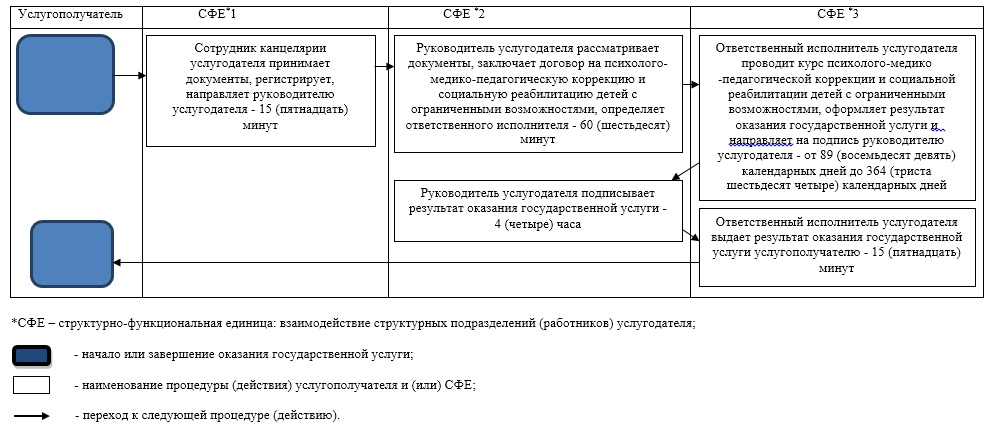 Услугополучатель
СФЕ*1
СФЕ *2
СФЕ *3
Сотрудник канцелярии
услугодателя принимает
документы, регистрирует,
направляет руководителю
услугодателя - 15 (пятнадцать)
минут
Руководитель услугодателя рассматривает
документы, заключает договор на психолого-
медико-педагогическую коррекцию и
социальную реабилитацию детей с
ограниченными возможностями, определяет
ответственного исполнителя - 60 (шестьдесят)
минут
Ответственный исполнитель услугодателя
проводит курс психолого-медико
-педагогической коррекции и социальной
реабилитации детей с ограниченными
возможностями, оформляет результат
оказания государственной услуги и
направляет на подпись руководителю
услугодателя - от 89 (восемьдесят девять)
календарных дней до 364 (триста
шестьдесят четыре) календарных дней
Руководитель услугодателя подписывает
результат оказания государственной услуги -
4 (четыре) часа
Ответственный исполнитель услугодателя
выдает результат оказания государственной
услуги услугополучателю - 15 (пятнадцать)
минут
*СФЕ – структурно-функциональная единица: взаимодействие структурных подразделений (работников) услугодателя;
- начало или завершение оказания государственной услуги;
- наименование процедуры (действия) услугополучателя и (или) СФЕ;
- переход к следующей процедуре (действию).